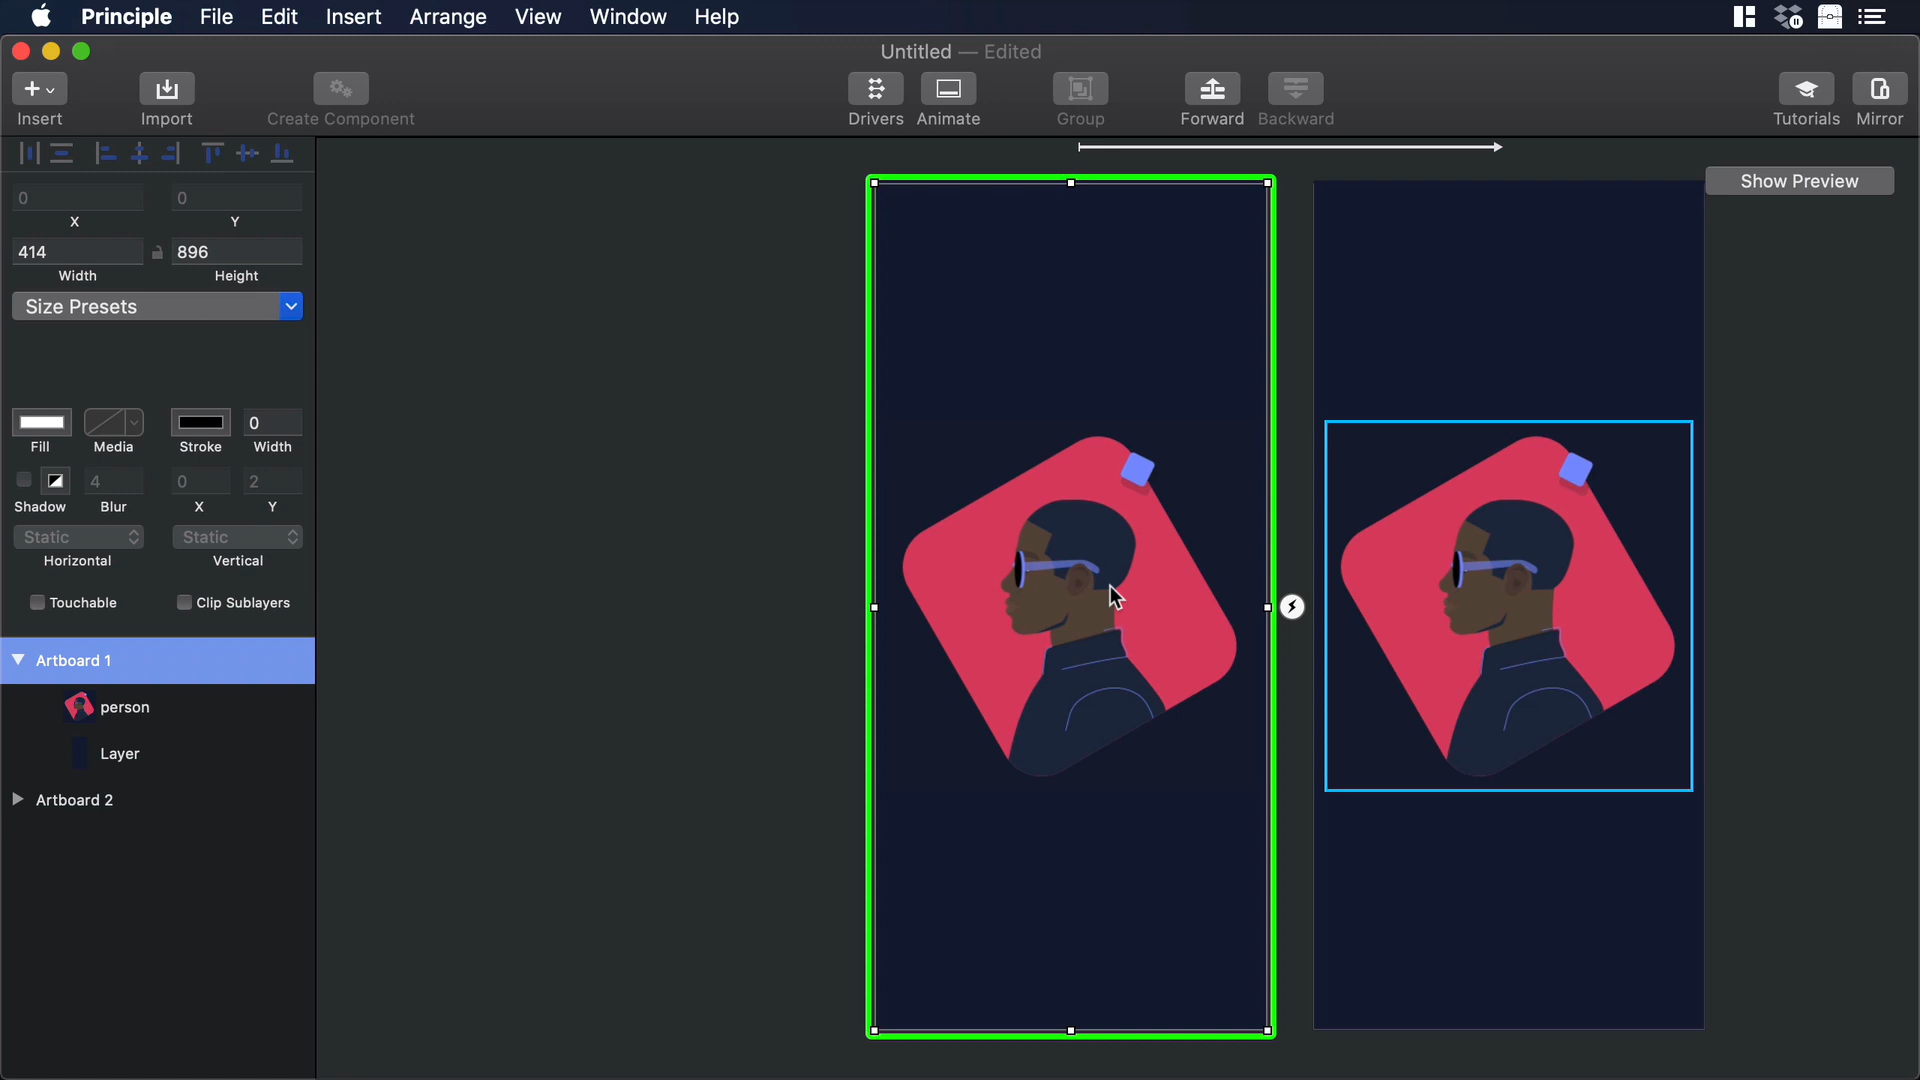 Principle File Edit Insert Arrange View Window Help
Untitled — Edited
Insert Import Create Component Drivers Animate Group Forward Backward Tutorials Mirror
Show Preview
0 0
X Y
414 896
Width Height
Size Presets
0
Fill Media Stroke Width
4 0 2
Shadow Blur X Y
Static Static
Horizontal Vertical
Touchable Clip Sublayers
Artboard 1
person
Layer
Artboard 2